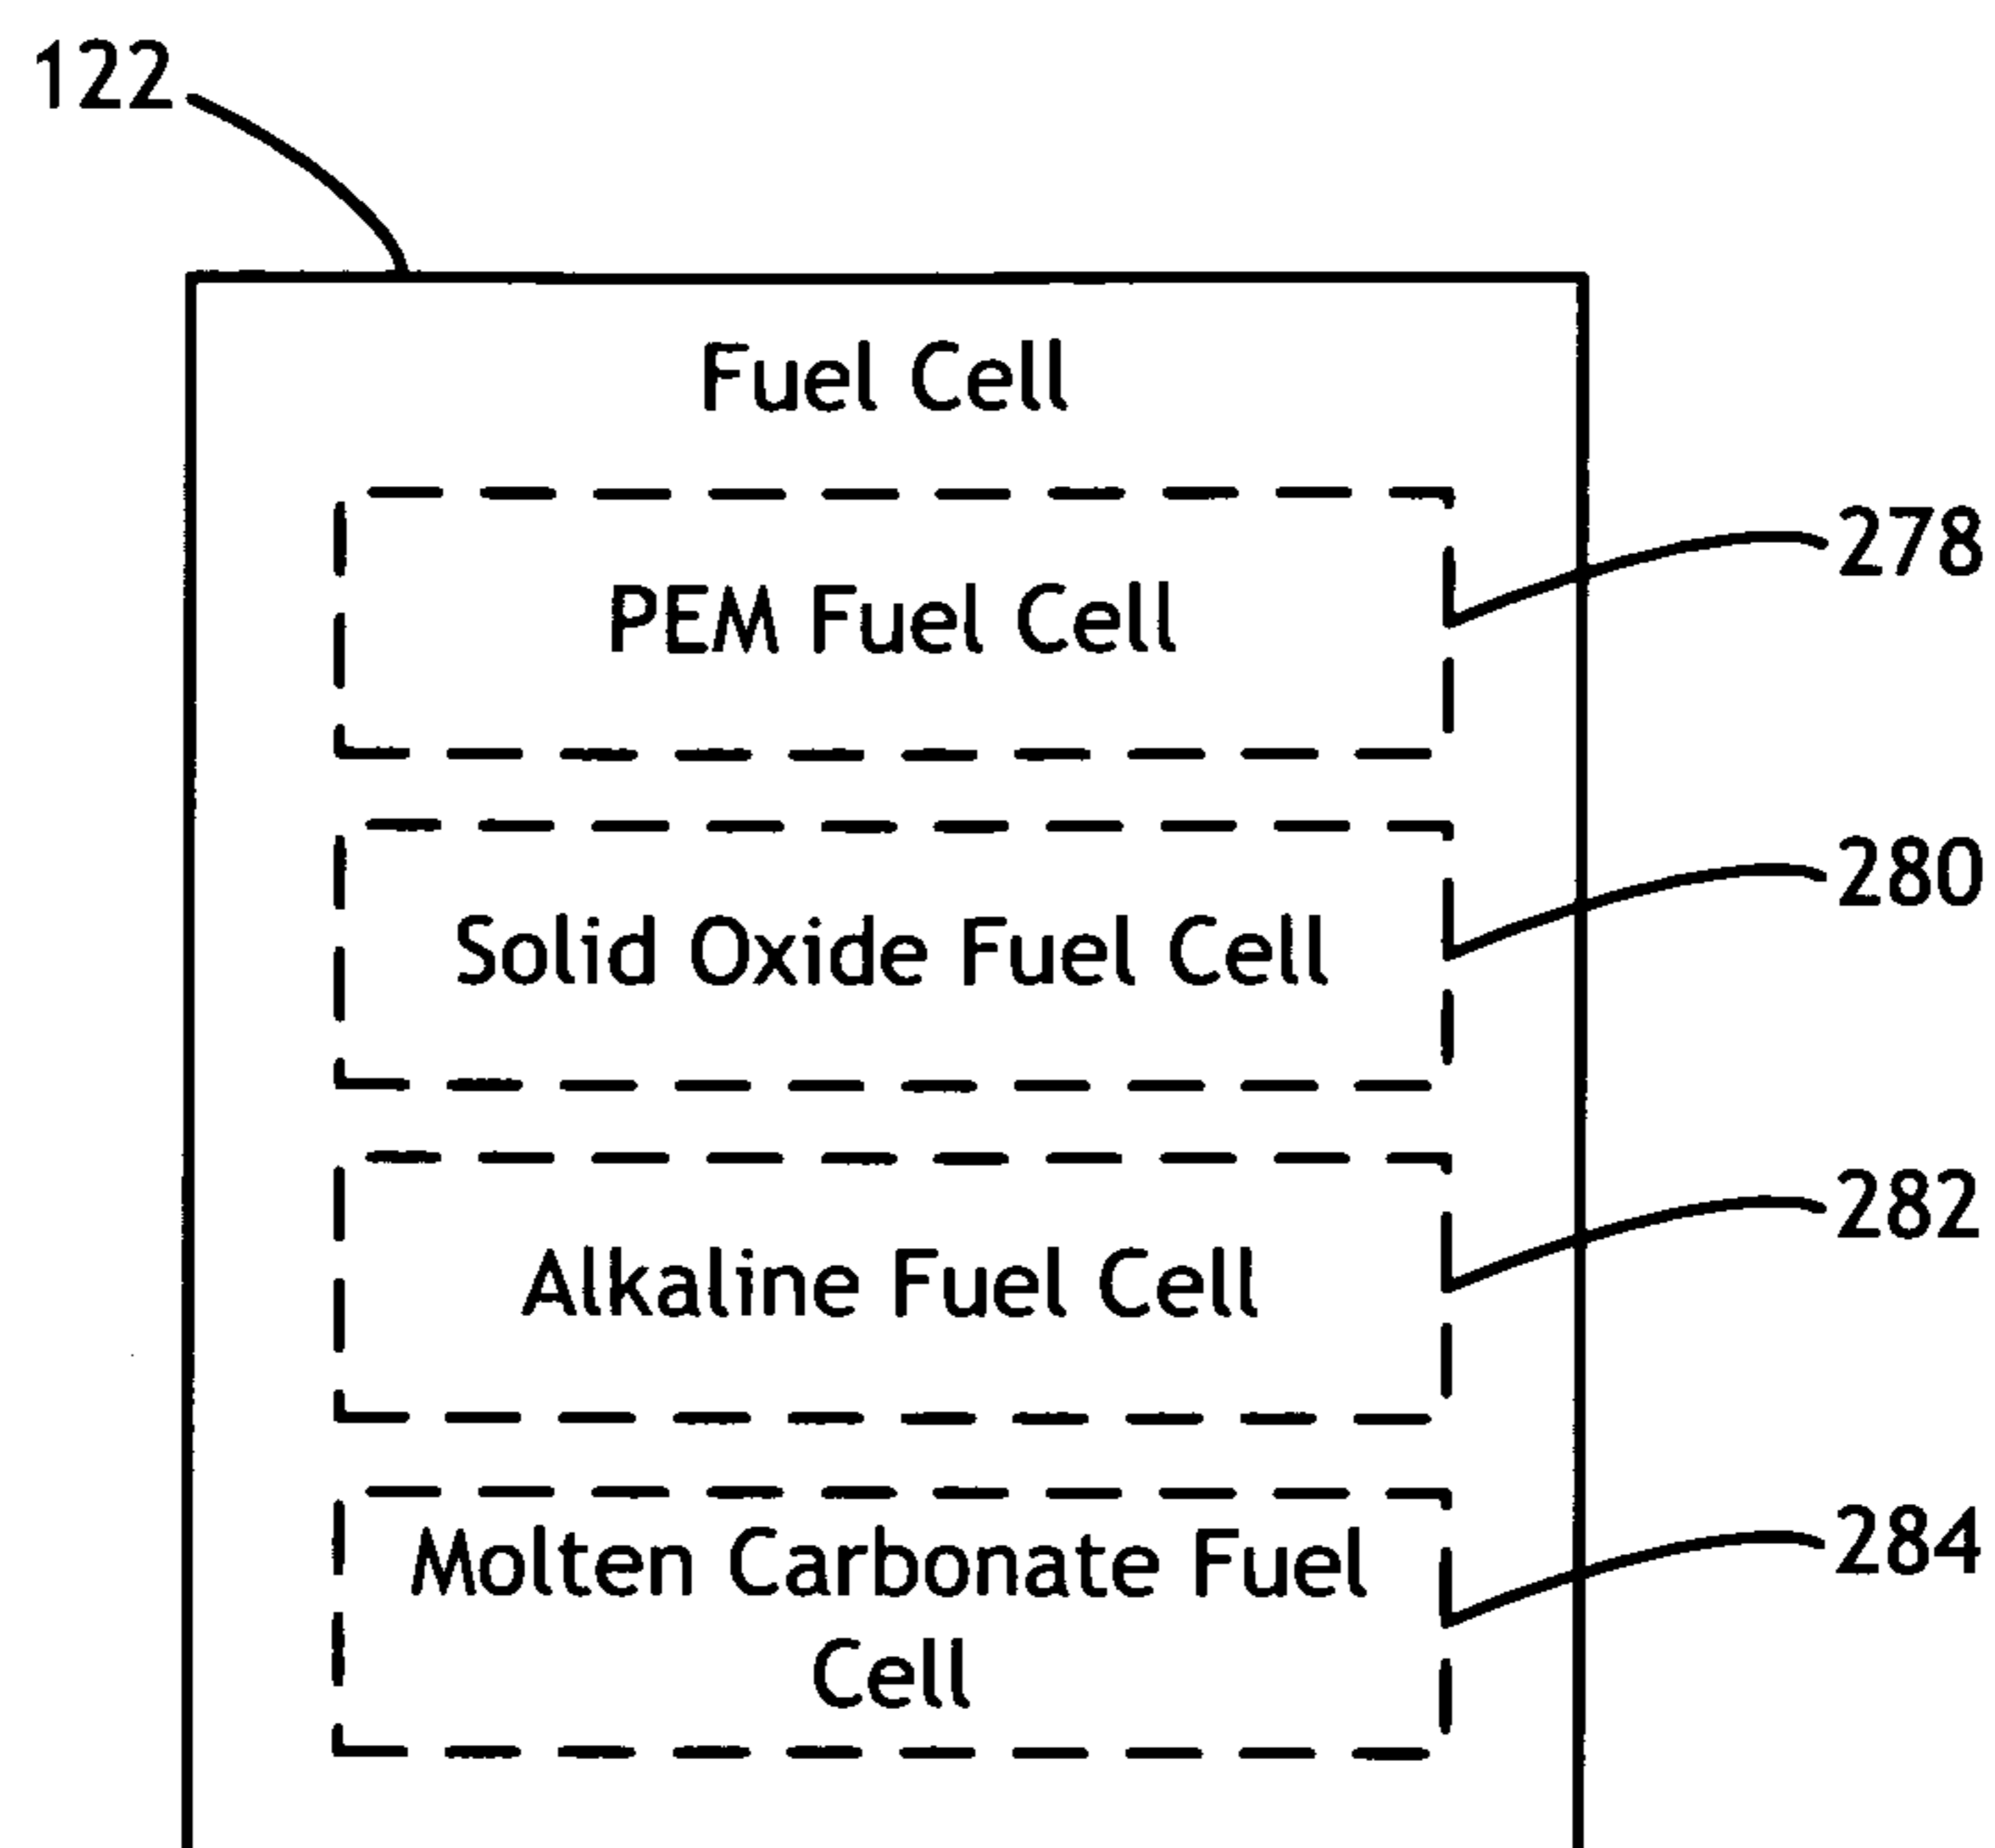 122
Fuel Cell
278
PEM Fuel Cell
280
Solid Oxide Fuel Cell
282
Alkaline Fuel Cell
284
Molten Carbonate Fuel
Cell